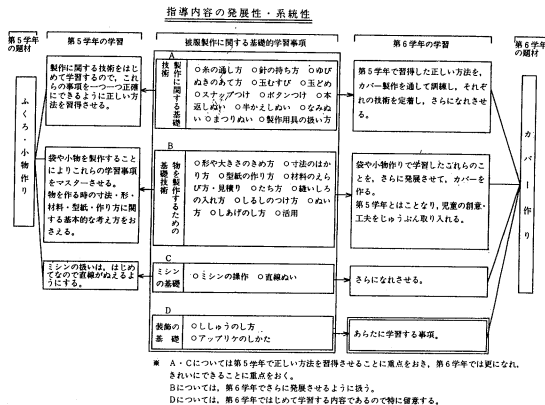 指導内容の発展性・系統性
第5学年
の題材
第5学年の学習
被服製作に関する基礎的学習事項
第6学年の学習
第6学年
の題材
ふくろ・小物作り
製作に関する技術をは
じめて学習するので、これ
らの事項を一つ一つ正確
にできるように正しい方
法を習得させる。
袋や小物を製作すること
によりこれらの学習事項
をマスターさせる。
物を作る時の寸法・形・
材料・型紙・作り方に関
する基本的な考え方をお
さえる。
ミシンの扱いは、はじめ
てなので直線がぬえるよ
うにする。
A
製作に関する基礎
技術
○糸の通し方 ○針の持ち方 ○ゆび
ぬきのあて方 ○玉むすび ○玉どめ
○スナップつけ ○ボタンつけ ○本
返しぬい ○半かえしぬい ○なみぬ
い ○まつりぬい ○製作用具の扱い方
B
物を製作するための
基礎技術
○形や大きさのきめ方 ○寸法のはか
り方 ○型紙の作り方 ○材料のえら
び方・見積り ○たち方 ○縫いしろ
の入れ方 ○しるしのつけ方 ○ぬい
方 ○しあげのし方 ○活用
C
ミシン
の基礎
○ミシンの操作 ○直線ぬい
D
装飾の
基礎
○ししゅうのし方
○アップリケのしかた
第5学年で習得した正しい方法を、
カバー製作を通して訓練し、それぞ
れの技術を定着し、さらになれさせ
る。
袋や小物作りで学習したこれらのこ
とを、さらに発展させて、カバーを
作る。
第5学年とはことなり、児童の創意・
工夫をじゅうぶん取り入れる。
さらになれさせる。
あらたに学習する事項。
カバー作り
※ A・Cについては第5学年で正しい方法を習得させることに重点をおき、第6学年では更になれ、
きれいにできることに重点をおく。
Bについては、第6学年でさらに発展させるように扱う。
Dについては、第6学年ではじめて学習する内容であるので特に留意する。